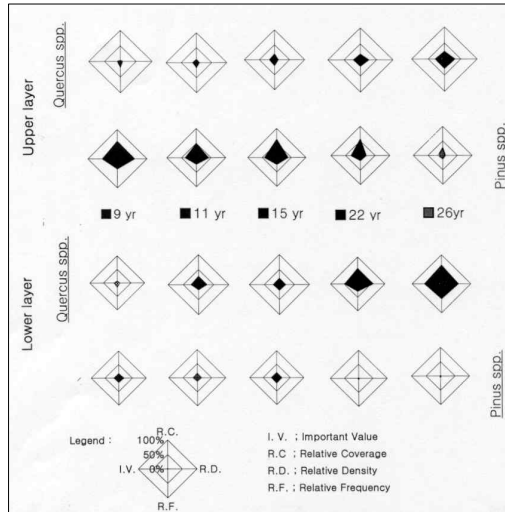 Upper layer
Quercus spp.
Pinus spp.
9 yr
11 yr
15 yr
22 yr
26yr
Lower layer
Quercus spp.
Pinus spp.
Legend :
R.C.
100%
50%
0%
I.V.
R.D.
R.F.
I. V. ; Important Value
R.C ; Relative Coverage
R.D. ; Relative Density
R.F. ; Relative Frequency